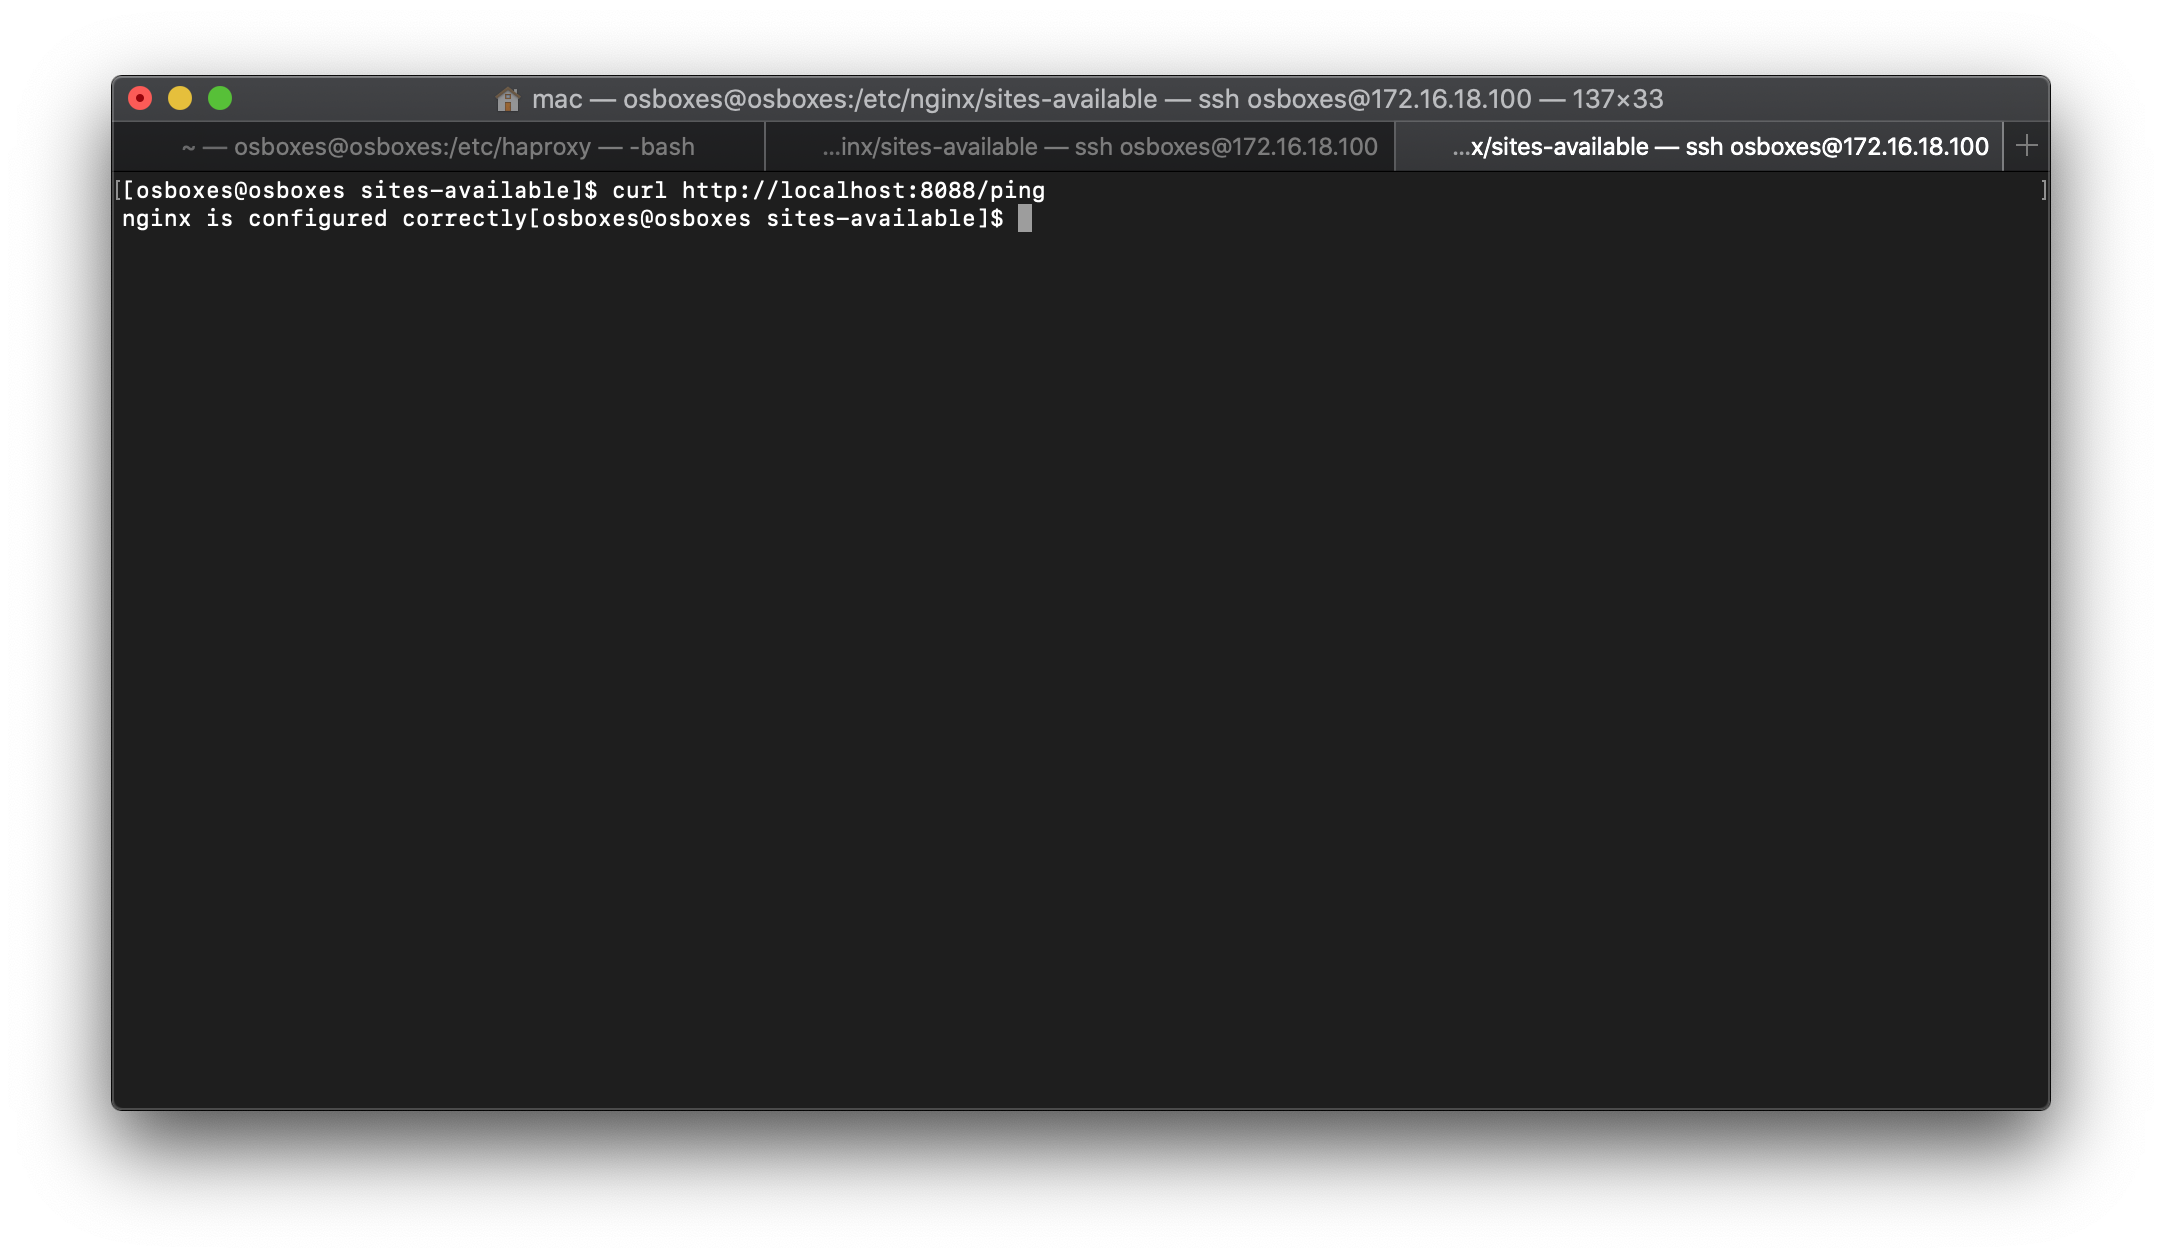 mac — osboxes@osboxes:/etc/nginx/sites-available — ssh osboxes@172.16.18.100 — 137×33
~ — osboxes@osboxes:/etc/haproxy — -bash
...inx/sites-available — ssh osboxes@172.16.18.100
...x/sites-available — ssh osboxes@172.16.18.100
+
[[osboxes@osboxes sites-available]$ curl http://localhost:8088/ping ]
nginx is configured correctly[osboxes@osboxes sites-available]$